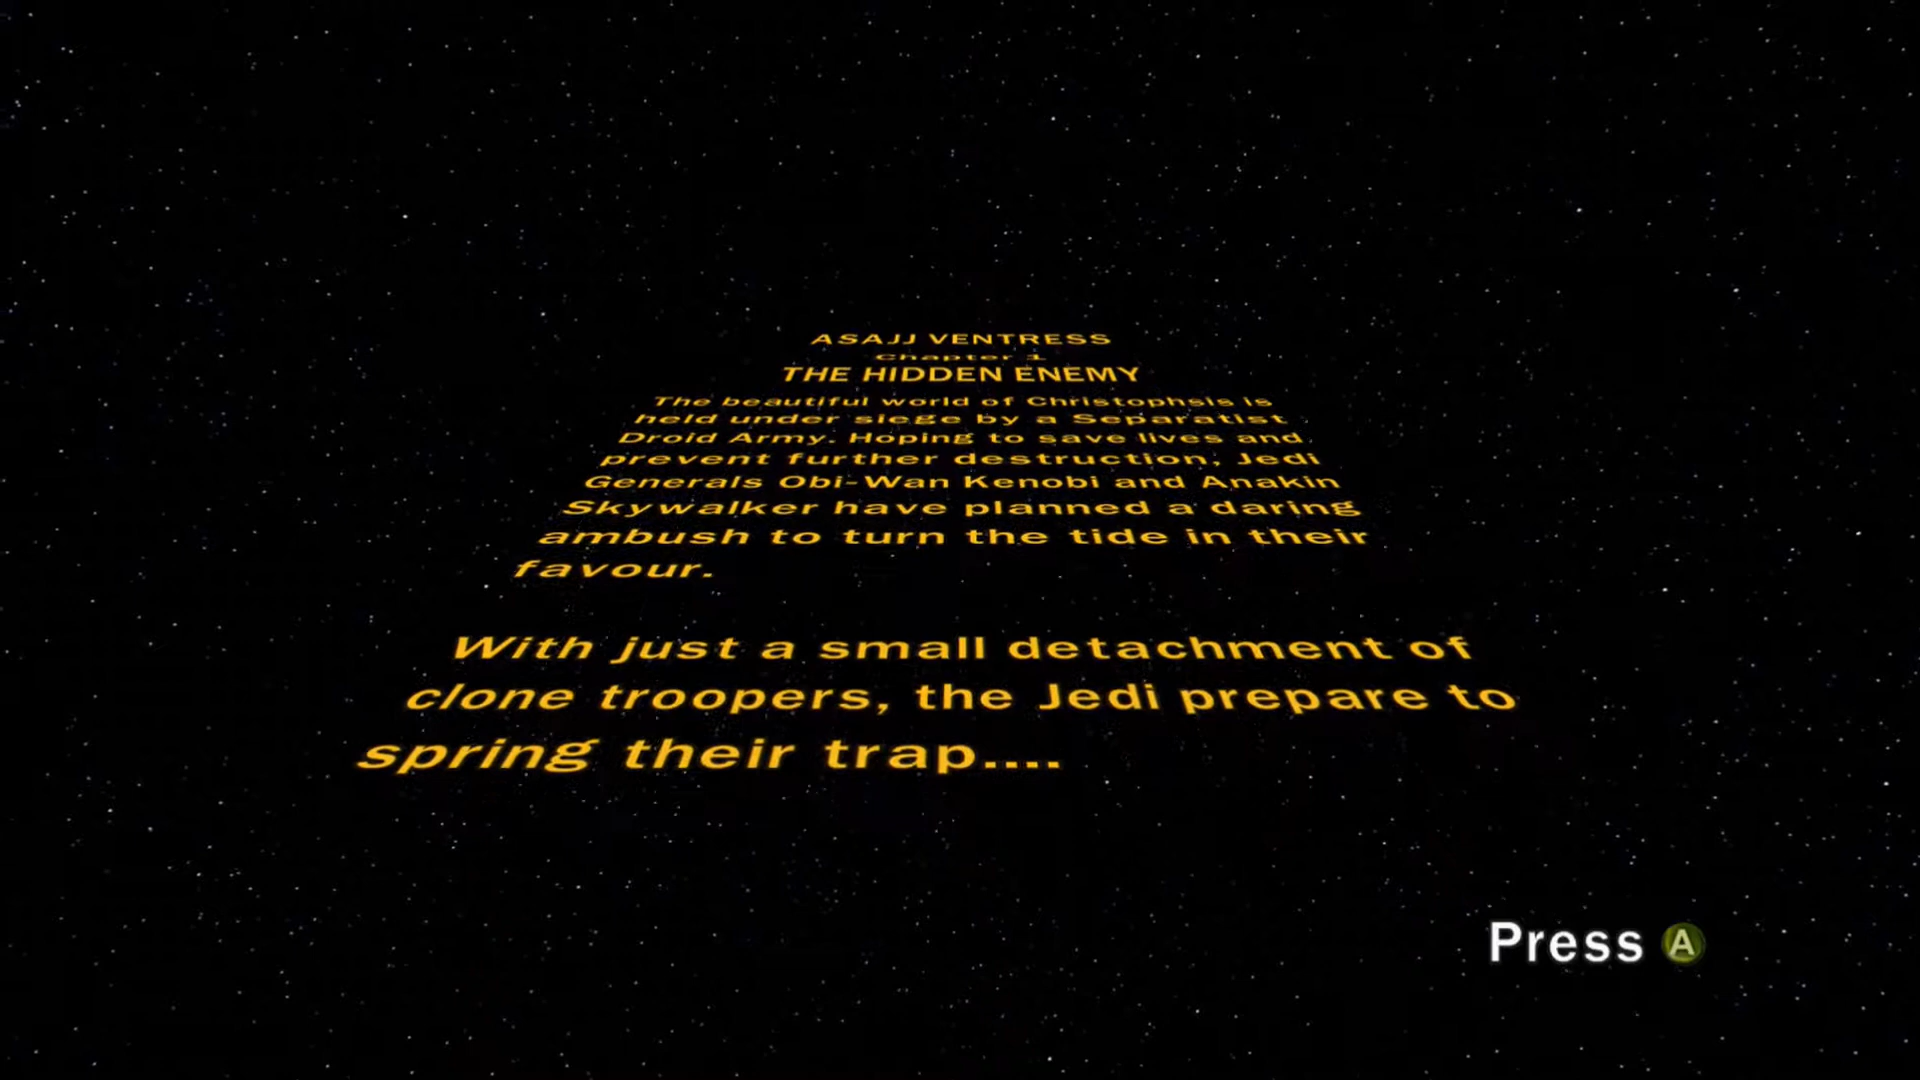 ASAJJ VENTRESS
Chapter 1
THE HIDDEN ENEMY
The beautiful world of Christophsis is
held under siege by a Separatist
Droid Army. Hoping to save lives and
prevent further destruction, Jedi
Generals Obi-Wan Kenobi and Anakin
Skywalker have planned a daring
ambush to turn the tide in their
favour.
With just a small detachment of
clone troopers, the Jedi prepare to
spring their trap....
Press A